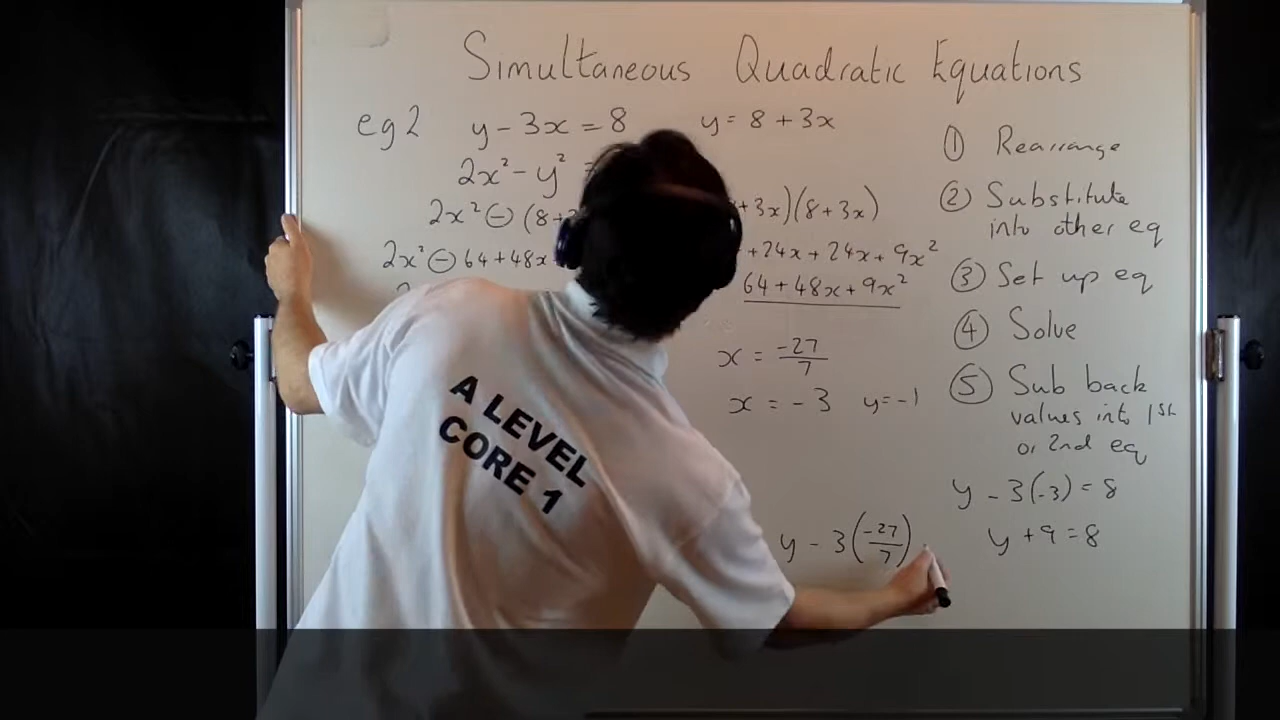 Simultaneous Quadratic Equations
eg 2 y - 3x = 8 y = 8 + 3x
2x² - y²
2x² - (8+ +3x)(8+3x)
2x² - 64 + 48x +24x + 24x + 9x²
64 + 48x + 9x²
x = -27/7
x = -3 y = -1
y - 3(-27/7)
① Rearrange
② Substitute
into other eq
③ Set up eq
④ Solve
⑤ Sub back
values into 1st
or 2nd eq
y - 3(-3) = 8
y + 9 = 8
A LEVEL
CORE 1